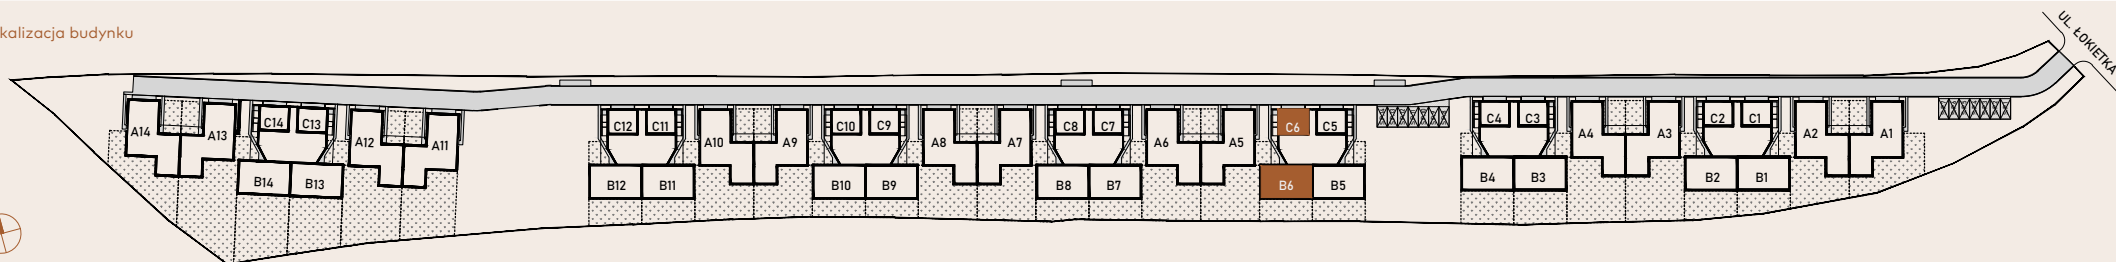 kalizacja budynku
UL. ŁOKIETKA
A14
A13
C14
C13
A12
A11
B14
B13
C12
C11
A10
A9
C10
C9
A8
A7
C8
C7
A6
A5
C6
C5
C4
C3
A4
A3
C2
C1
A2
A1
B12
B11
B10
B9
B8
B7
B6
B5
B4
B3
B2
B1